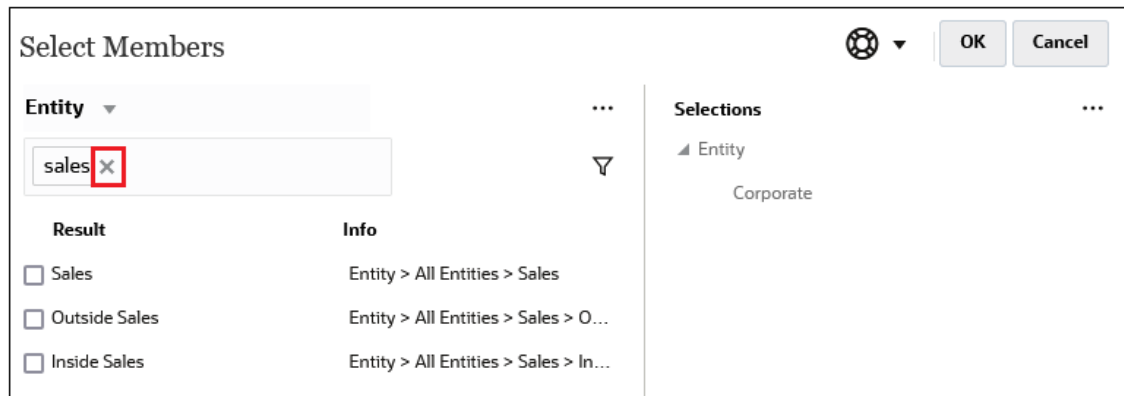 Select Members
OK
Cancel
Entity
...
sales
Result Info
Sales Entity > All Entities > Sales
Outside Sales Entity > All Entities > Sales > O...
Inside Sales Entity > All Entities > Sales > In...
Selections
...
Entity
Corporate